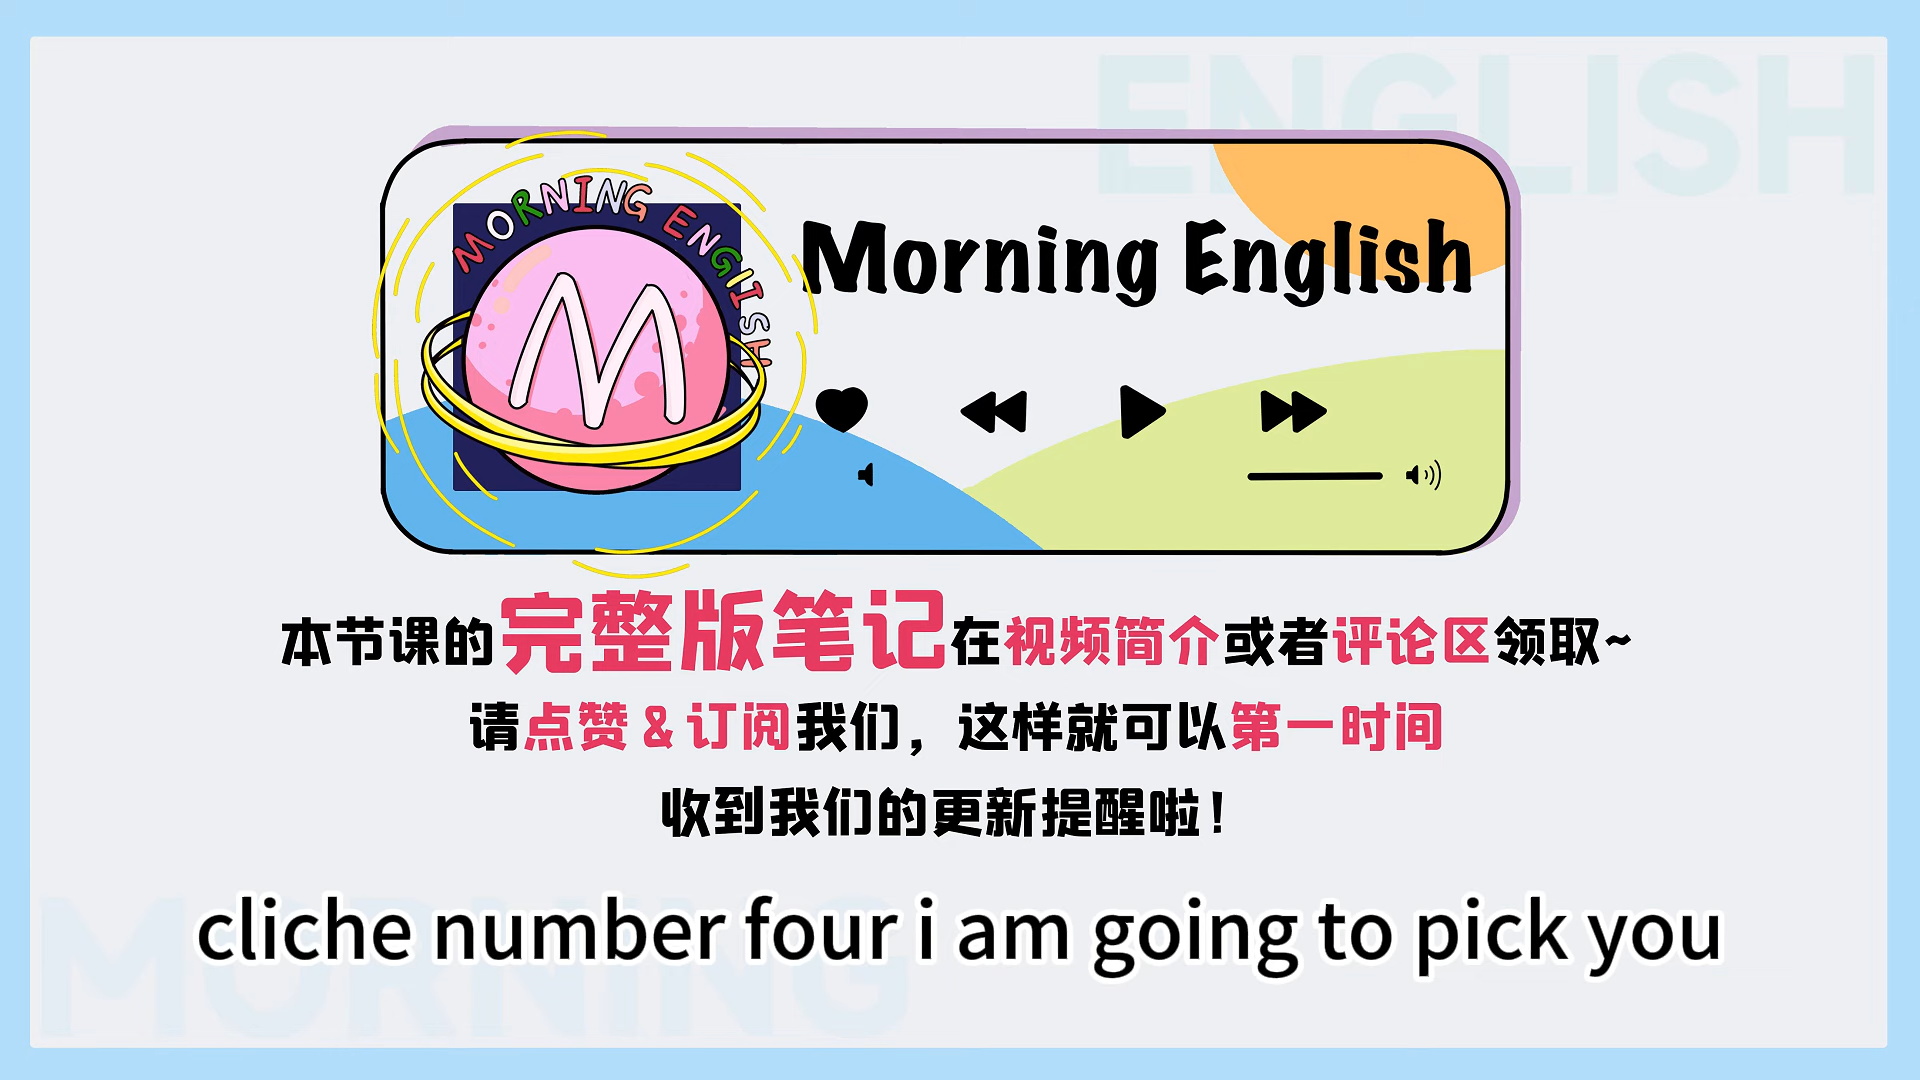 ENGLISH
MORNING ENGLISH
M
Morning English
本节课的完整版笔记在视频简介或者评论区领取~
请点赞&订阅我们，这样就可以第一时间
收到我们的更新提醒啦！
MORNING
cliche number four i am going to pick you